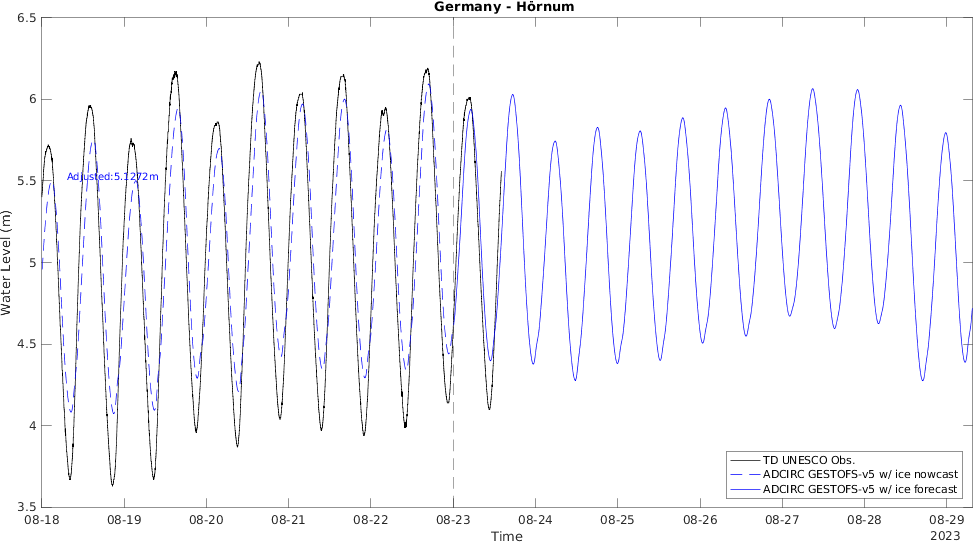 Germany - Hörnum
6.5
6
5.5
5
4.5
4
3.5
Water Level (m)
Adjusted:5.1272m
TD UNESCO Obs.
ADCIRC GESTOFS-v5 w/ ice nowcast
ADCIRC GESTOFS-v5 w/ ice forecast
08-18 08-19 08-20 08-21 08-22 08-23 08-24 08-25 08-26 08-27 08-28 08-29
Time
2023